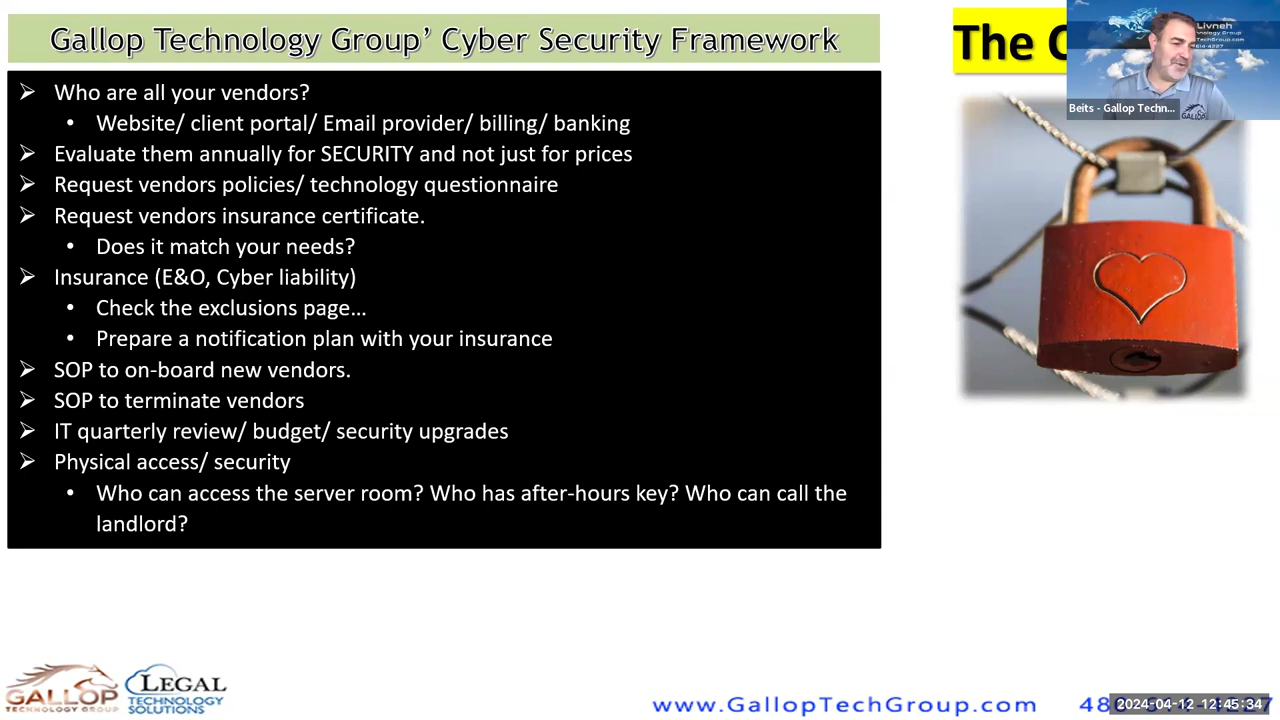 Gallop Technology Group’ Cyber Security Framework
The
Livneh
Beits - Gallop Techn...
GALLOP
Who are all your vendors?
Website/ client portal/ Email provider/ billing/ banking
Evaluate them annually for SECURITY and not just for prices
Request vendors policies/ technology questionnaire
Request vendors insurance certificate.
Does it match your needs?
Insurance (E&O, Cyber liability)
Check the exclusions page…
Prepare a notification plan with your insurance
SOP to on-board new vendors.
SOP to terminate vendors
IT quarterly review/ budget/ security upgrades
Physical access/ security
Who can access the server room? Who has after-hours key? Who can call the
landlord?
GALLOP
TECHNOLOGY GROUP
LEGAL
TECHNOLOGY
SOLUTIONS
www.GallopTechGroup.com
2024-04-12 12:45:34